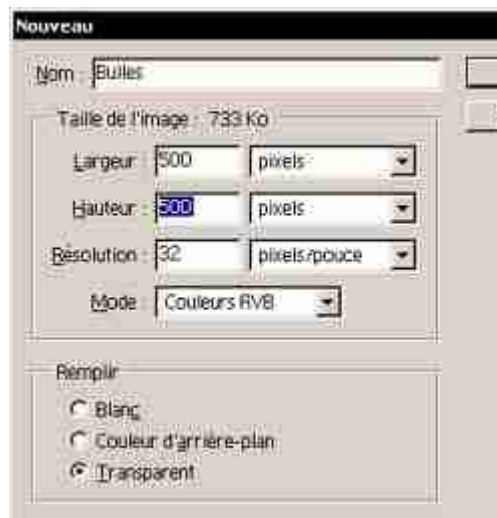 Nouveau
Nom : Bulles
Taille de l'image : 733 Ko
Largeur : 500 pixels
Hauteur : 500 pixels
Résolution : 32 pixels/pouce
Mode : Couleurs RVB
Remplir
Blanc
Couleur d'arrière-plan
Transparent